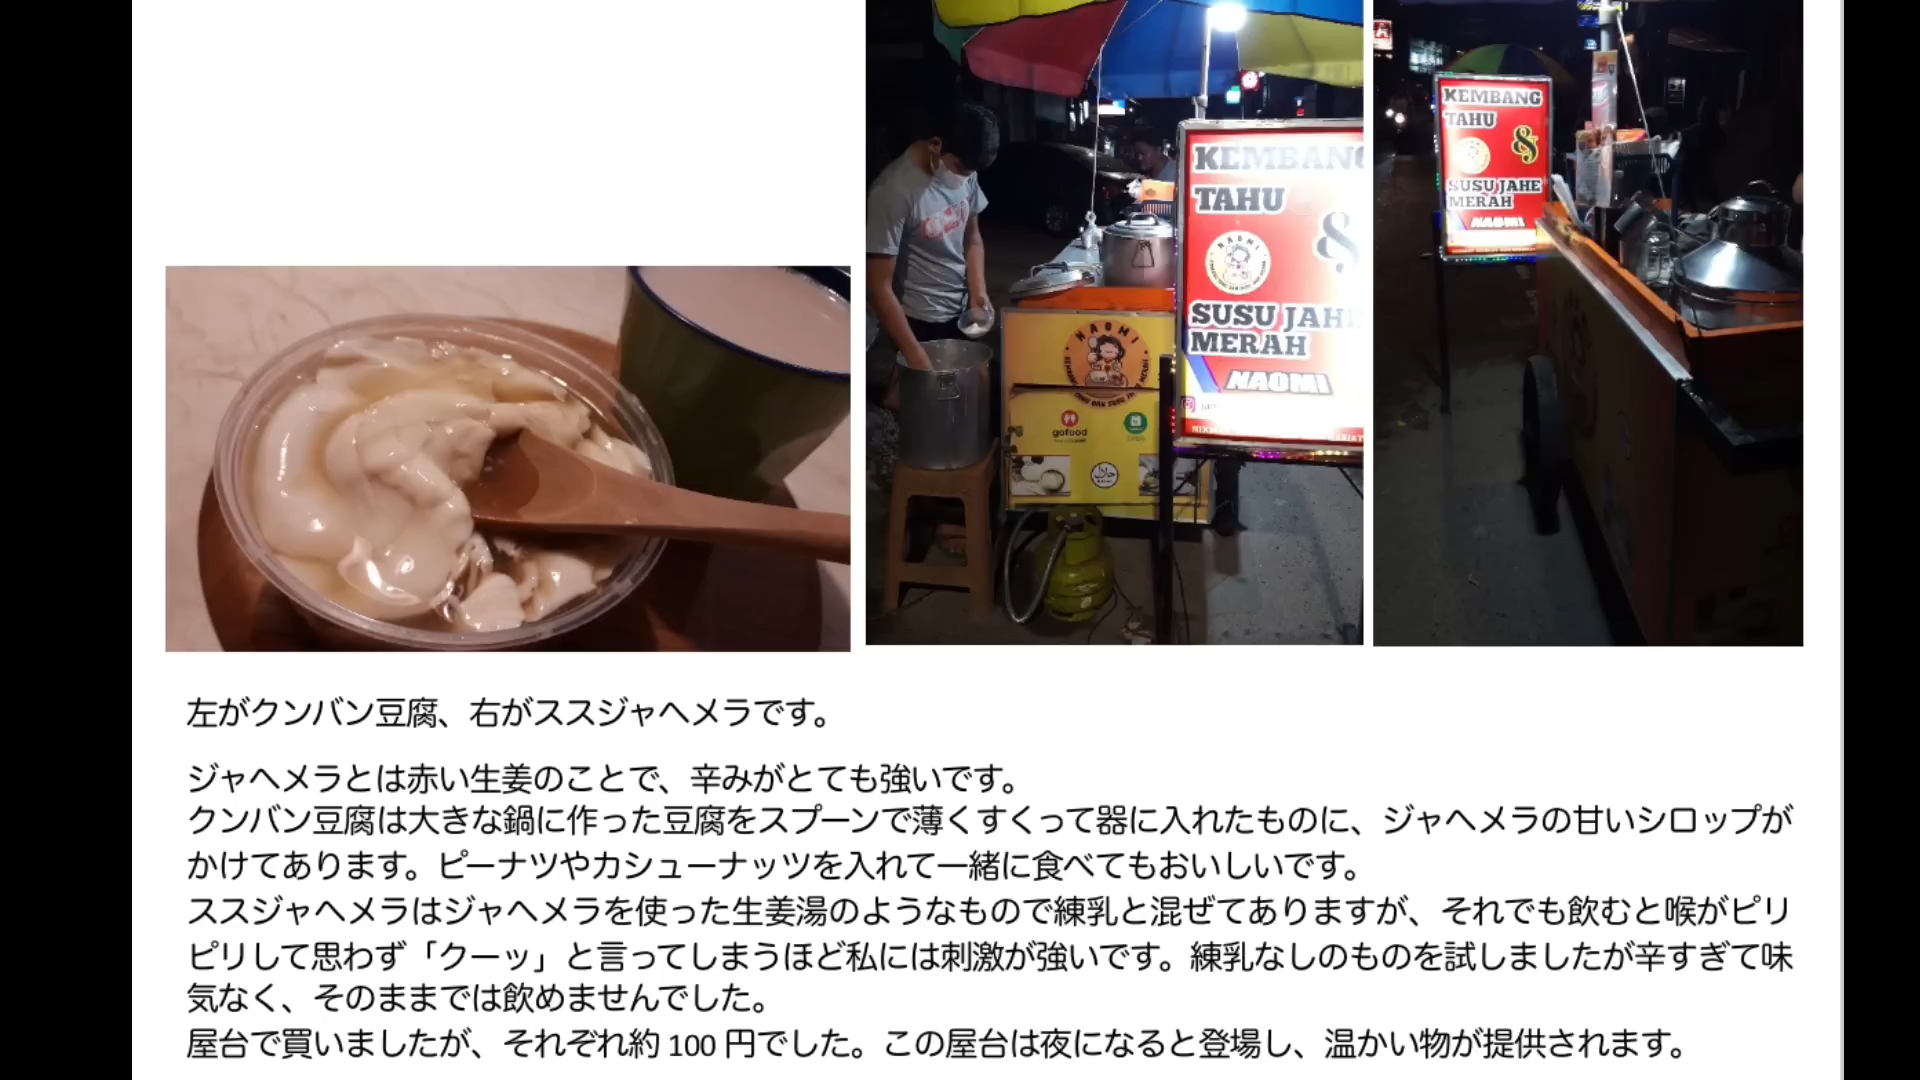 KEMBANG
TAHU
&
SUSU JAHE
MERAH
NAOMI
NAOMI
gofood
KEMBANG
TAHU
&
SUSU JAHE
MERAH
NAOMI
左がクンバン豆腐、右がススジャヘメラです。
ジャヘメラとは赤い生姜のことで、辛みがとても強いです。
クンバン豆腐は大きな鍋に作った豆腐をスプーンで薄くすくって器に入れたものに、ジャヘメラの甘いシロップが
かけてあります。ピーナツやカシューナッツを入れて一緒に食べてもおいしいです。
ススジャヘメラはジャヘメラを使った生姜湯のようなもので練乳と混ぜてありますが、それでも飲むと喉がピリ
ピリして思わず「クーッ」と言ってしまうほど私には刺激が強いです。練乳なしのものを試しましたが辛すぎて味
気なく、そのままでは飲めませんでした。
屋台で買いましたが、それぞれ約 100 円でした。この屋台は夜になると登場し、温かい物が提供されます。